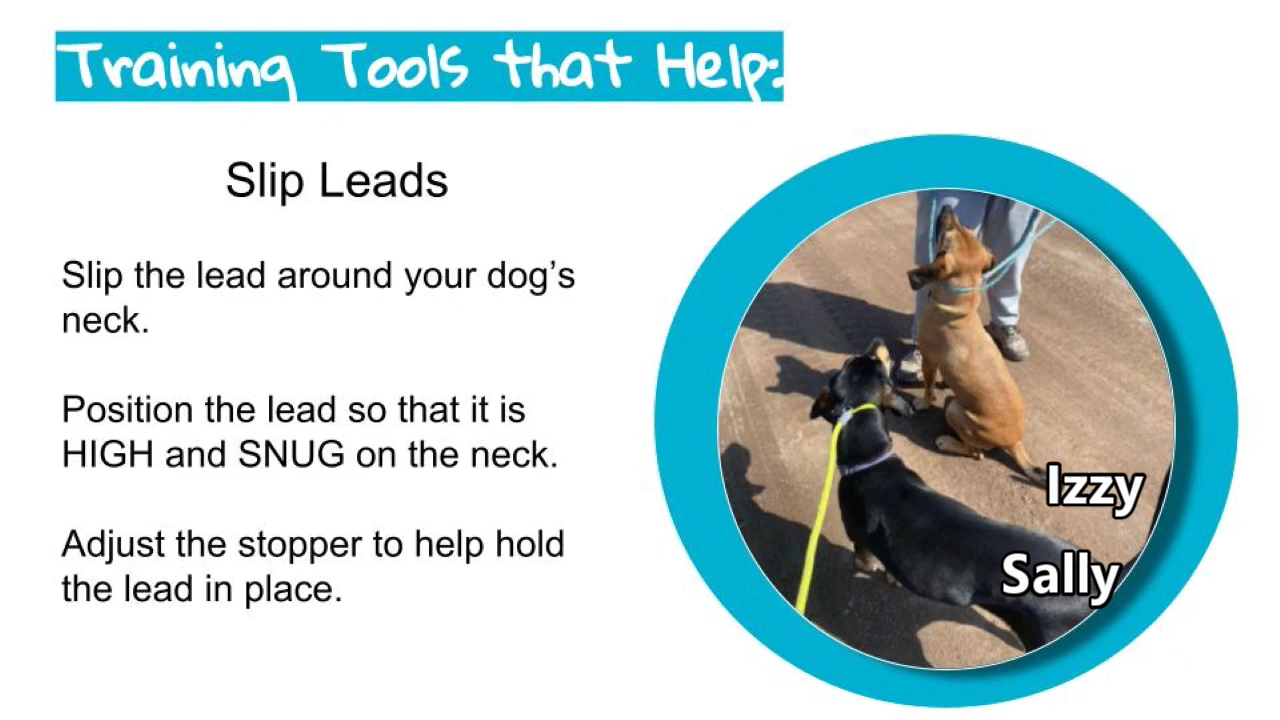 Training Tools that Help:
Slip Leads
Slip the lead around your dog’s
neck.
Position the lead so that it is
HIGH and SNUG on the neck.
Adjust the stopper to help hold
the lead in place.
Izzy
Sally